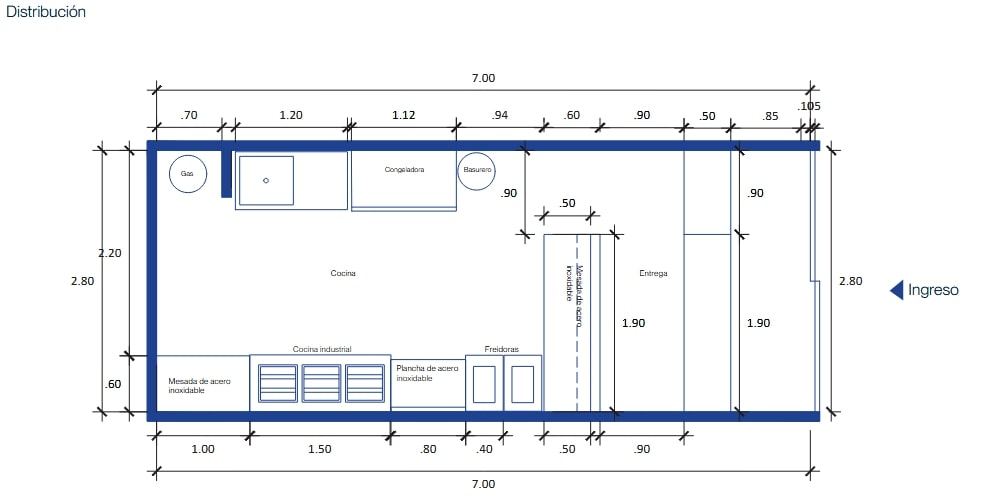 Distribución
7.00
.70
1.20
1.12
.94
.60
.90
.50
.85
.105
Gas
Congeladora
Basurero
.90
.50
.90
2.20
2.80
Cocina
Mesada de acero
inoxidable
Entrega
2.80
Ingreso
1.90
1.90
Cocina industrial
Freidoras
.60
Mesada de acero
inoxidable
Plancha de acero
inoxidable
1.00
1.50
.80
.40
.50
.90
7.00